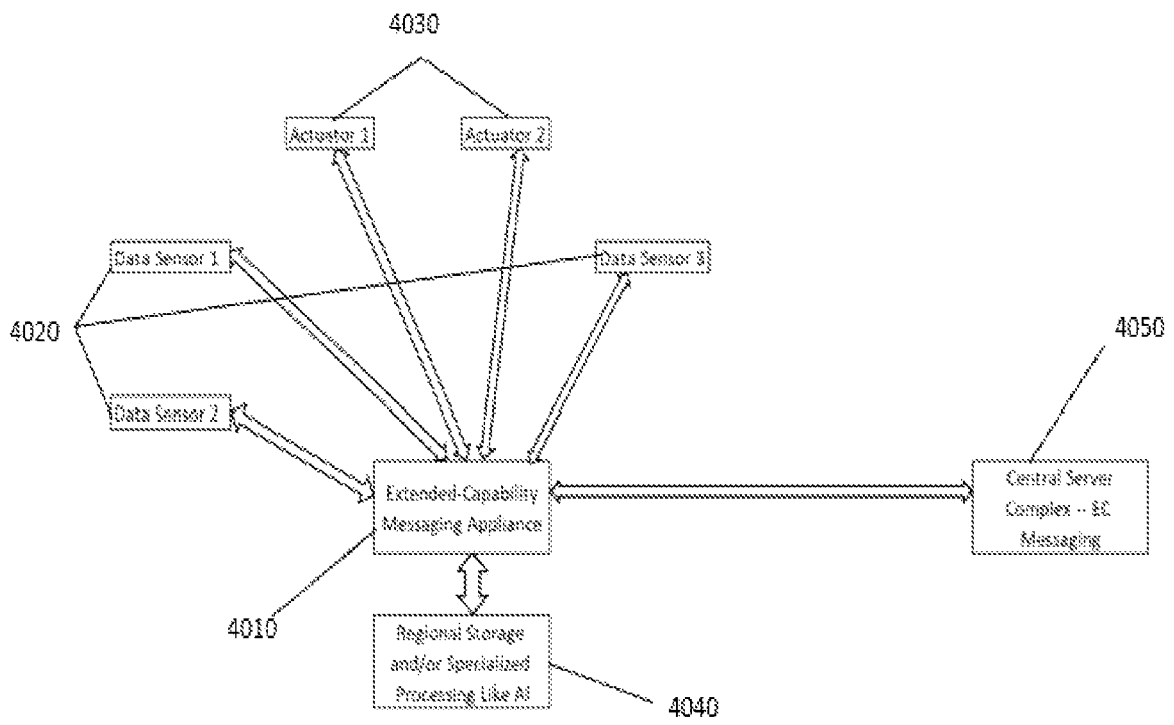 4030
Actuator 1
Actuator 2
Data Sensor 1
Data Sensor 3
4020
4050
Data Sensor 2
Extended-Capability
Messaging Appliance
Central Server
Complex -- EC
Messaging
4010
Regional Storage
and/or Specialized
Processing Like AI
4040